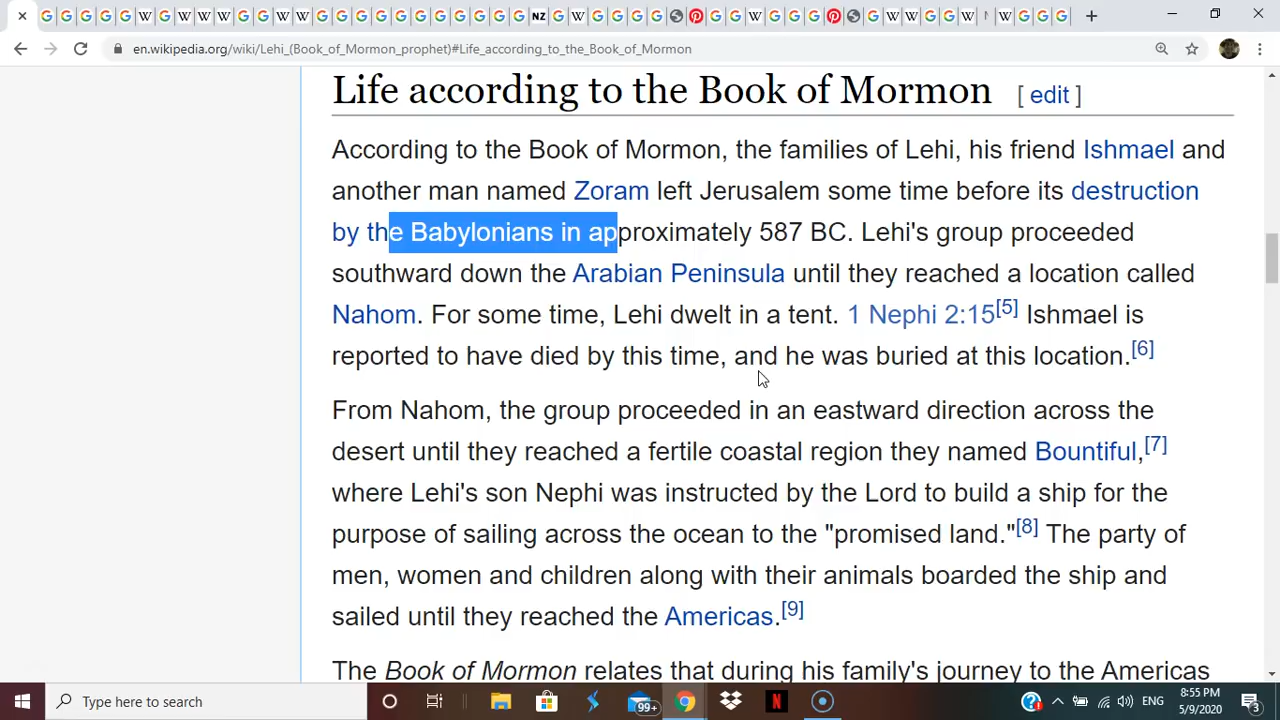 en.wikipedia.org/wiki/Lehi_(Book_of_Mormon_prophet)#Life_according_to_the_Book_of_Mormon
Life according to the Book of Mormon [ edit ]
According to the Book of Mormon, the families of Lehi, his friend Ishmael and
another man named Zoram left Jerusalem some time before its destruction
by the Babylonians in approximately 587 BC. Lehi's group proceeded
southward down the Arabian Peninsula until they reached a location called
Nahom. For some time, Lehi dwelt in a tent. 1 Nephi 2:15[5] Ishmael is
reported to have died by this time, and he was buried at this location.[6]
From Nahom, the group proceeded in an eastward direction across the
desert until they reached a fertile coastal region they named Bountiful,[7]
where Lehi's son Nephi was instructed by the Lord to build a ship for the
purpose of sailing across the ocean to the "promised land."[8] The party of
men, women and children along with their animals boarded the ship and
sailed until they reached the Americas.[9]
The Book of Mormon relates that during his family's journey to the Americas
Type here to search
99+
ENG
8:55 PM
5/9/2020
3